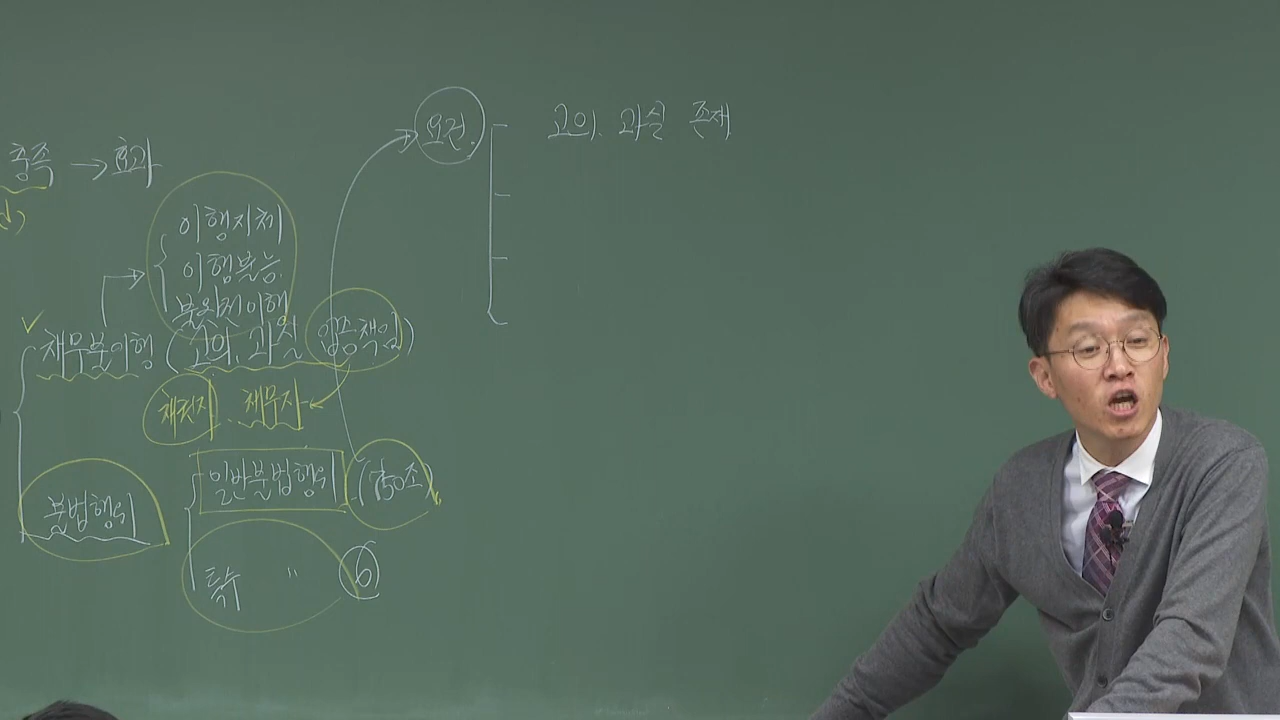 요건. 고의. 과실 존재
충족 → 효과
이행지체
이행불능.
불완전이행
채무불이행 (고의. 과실 입증책임)
채권자. 채무자
일반불법행위 (750조)
불법행위
특수 〃 ⑥